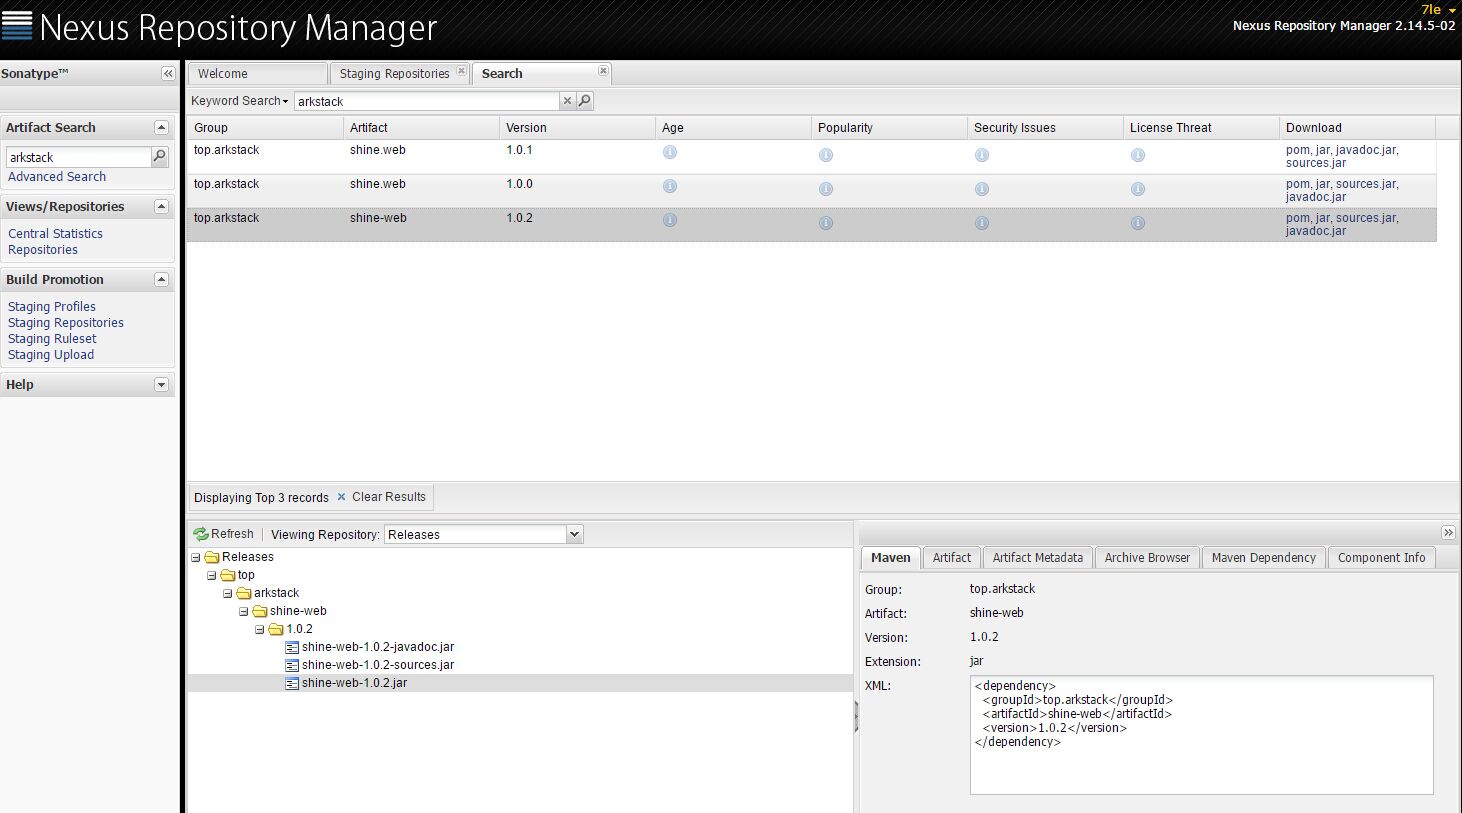 Nexus Repository Manager
7le
Nexus Repository Manager 2.14.5-02
Sonatype™
Welcome
Staging Repositories
Search
Keyword Search
arkstack
Artifact Search
arkstack
Advanced Search
Views/Repositories
Central Statistics
Repositories
Build Promotion
Staging Profiles
Staging Repositories
Staging Ruleset
Staging Upload
Help
Group Artifact Version Age Popularity Security Issues License Threat Download
top.arkstack shine.web 1.0.1 pom, jar, javadoc.jar,
sources.jar
top.arkstack shine.web 1.0.0 pom, jar, sources.jar,
javadoc.jar
top.arkstack shine-web 1.0.2 pom, jar, sources.jar,
javadoc.jar
Displaying Top 3 records Clear Results
Refresh Viewing Repository: Releases
Releases
top
arkstack
shine-web
1.0.2
shine-web-1.0.2-javadoc.jar
shine-web-1.0.2-sources.jar
shine-web-1.0.2.jar
Maven Artifact Artifact Metadata Archive Browser Maven Dependency Component Info
Group: top.arkstack
Artifact: shine-web
Version: 1.0.2
Extension: jar
XML: <dependency>
<groupId>top.arkstack</groupId>
<artifactId>shine-web</artifactId>
<version>1.0.2</version>
</dependency>